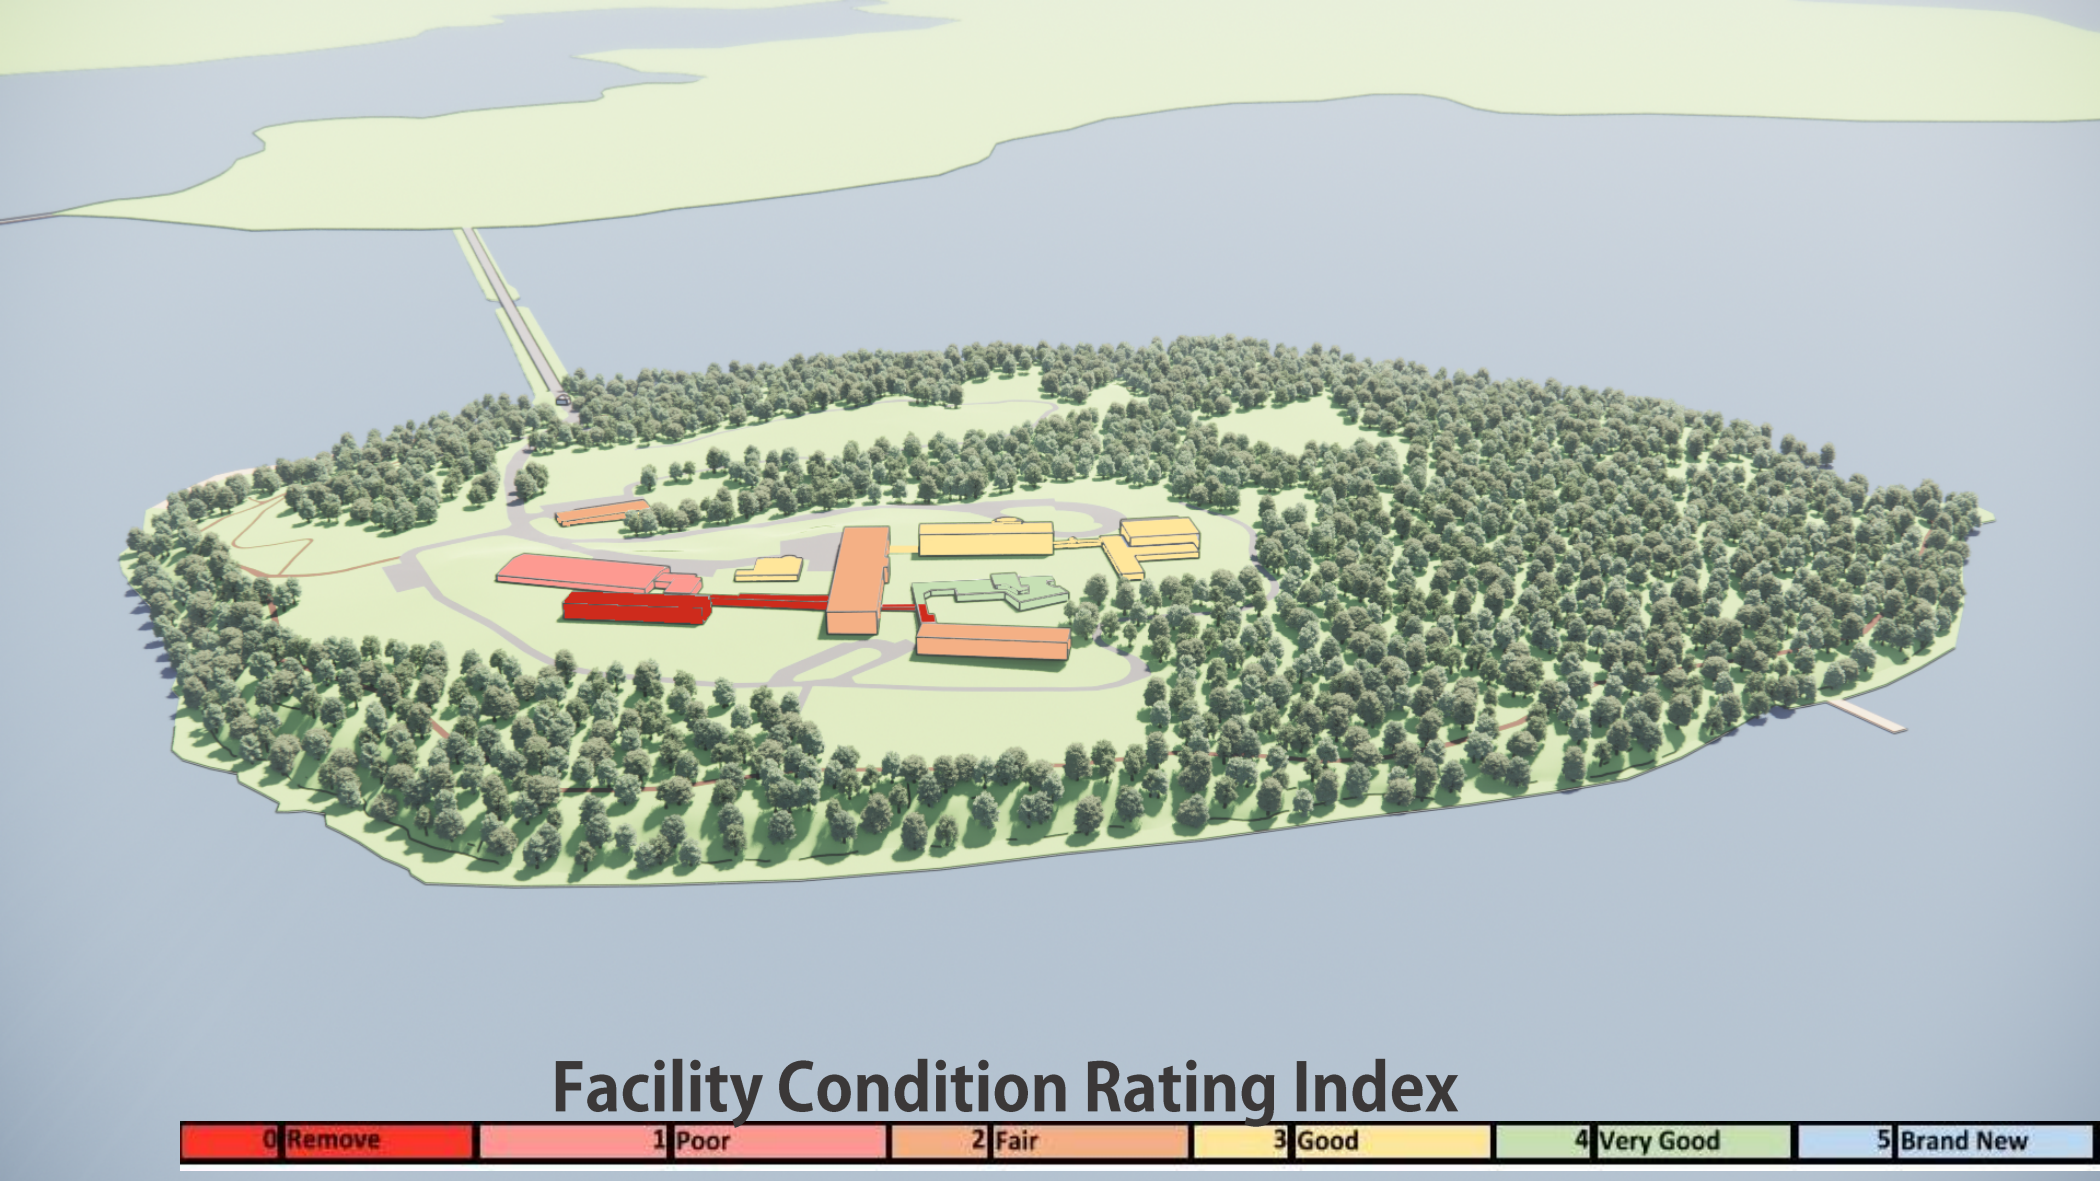 Facility Condition Rating Index
0 Remove 1 Poor 2 Fair 3 Good 4 Very Good 5 Brand New